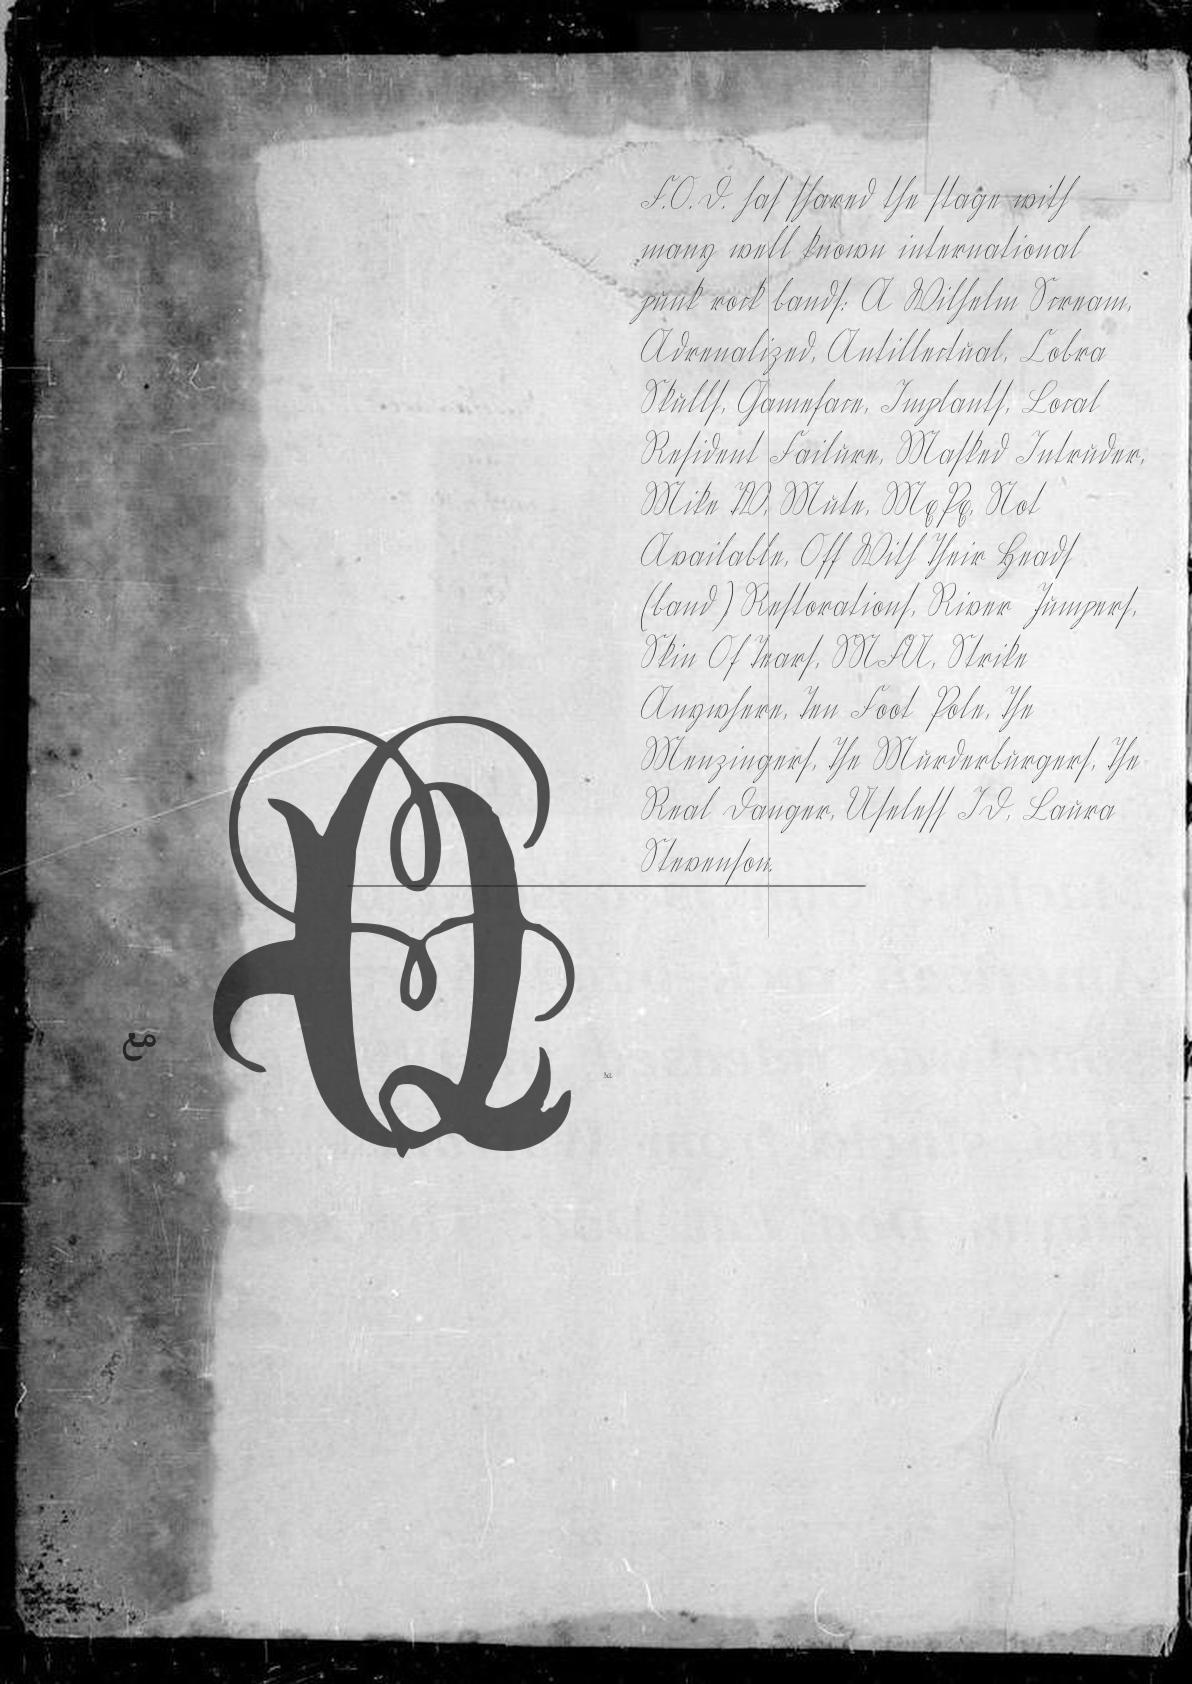 F.O.D. has shared the stage with
many well known international
punk rock bands: A Wilhelm Scream,
Adrenalized, Antillectual, Cobra
Skulls, Gameface, Implants, Local
Resident Failure, Masked Intruder,
Mike TV, Mute, MxPx, Not
Available, Off With Their Heads
(band) Restorations, River Jumpers,
Skin Of Tears, SNFU, Strike
Anywhere, Ten Foot Pole, The
Menzingers, The Murderburgers, The
Real Danger, Useless ID, Laura
Stevenson.
مع